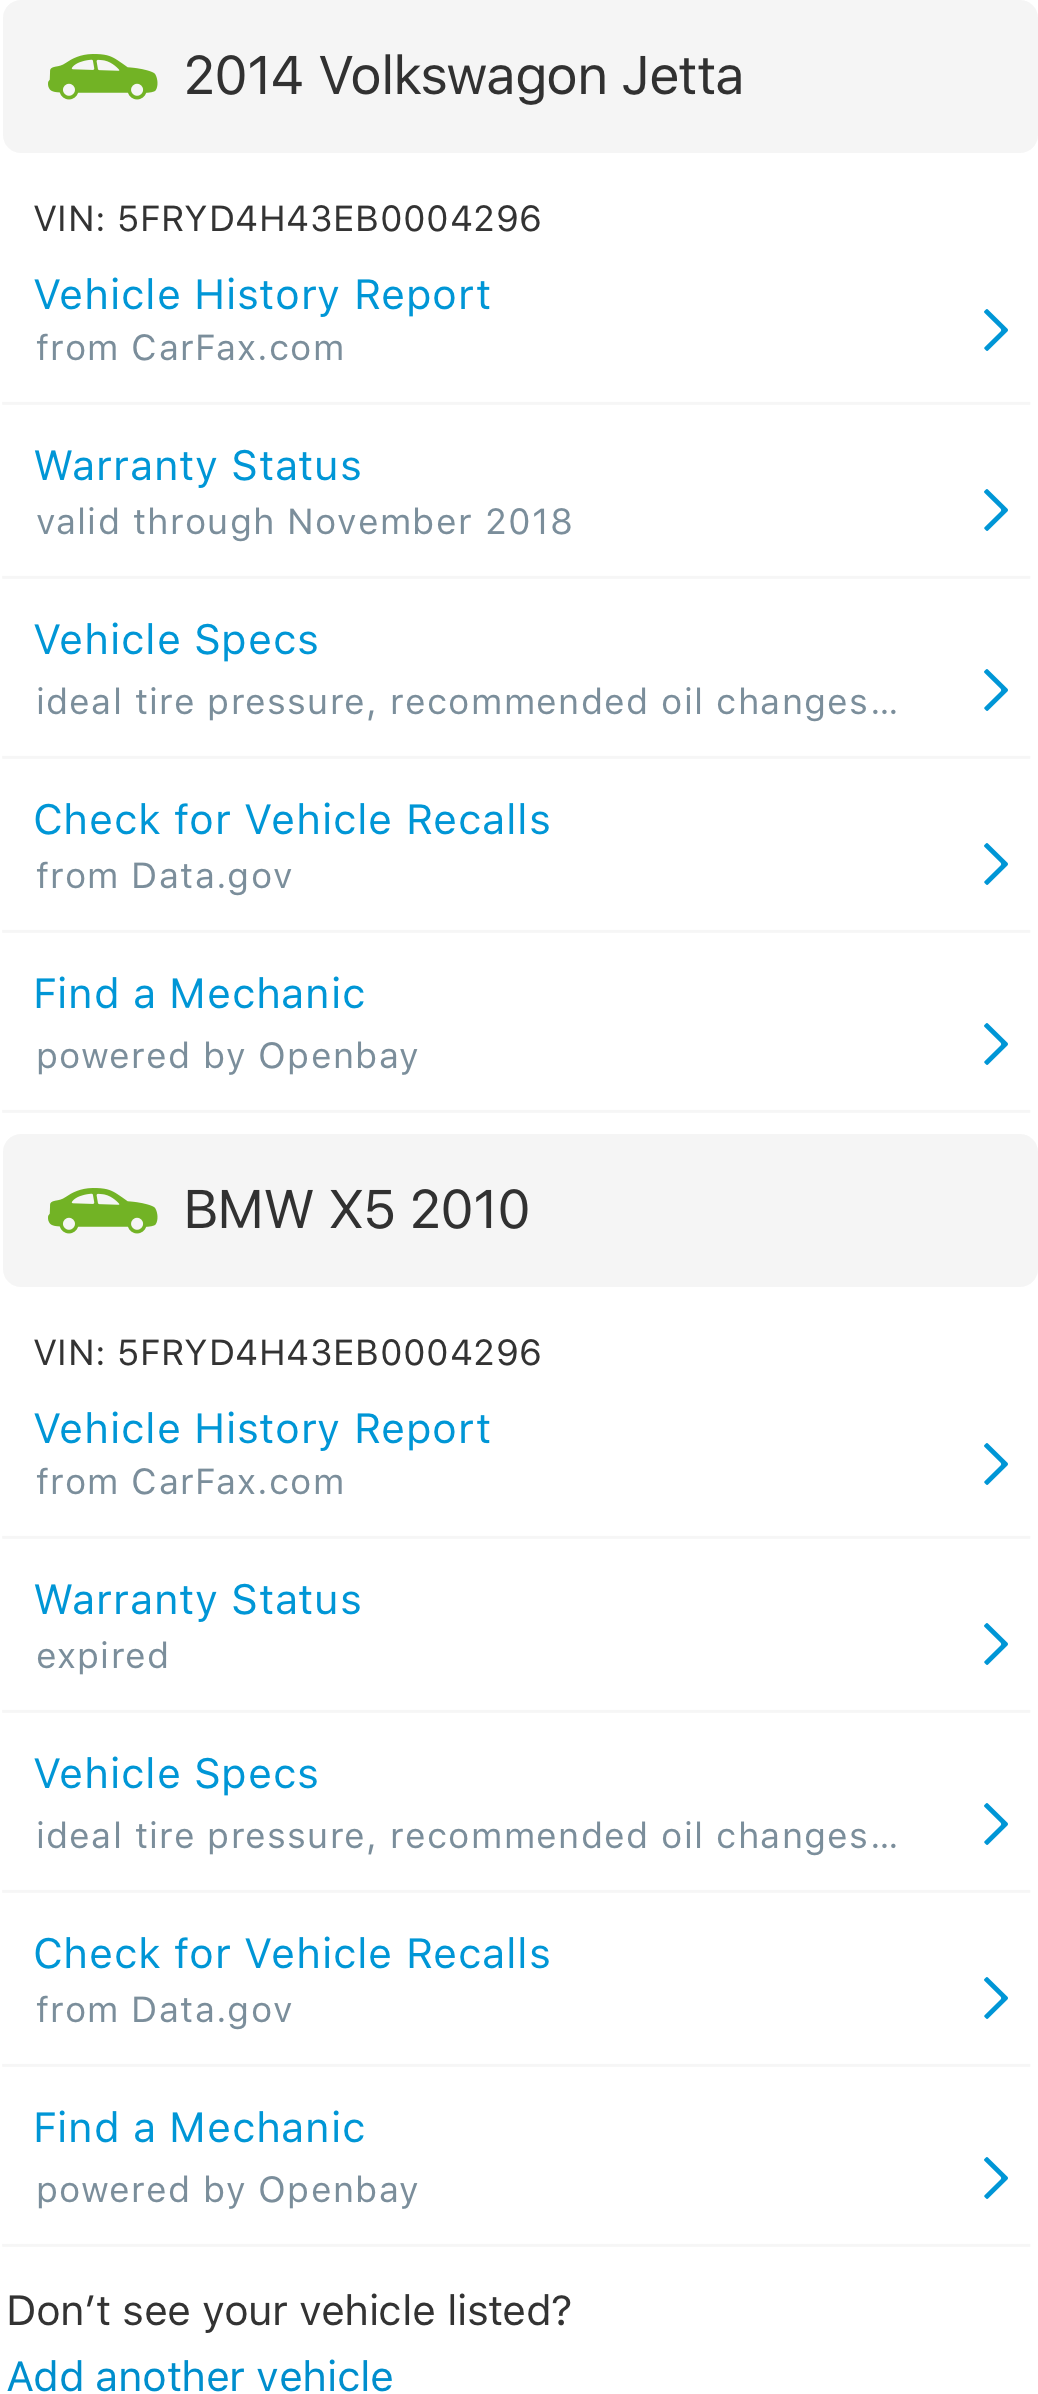 2014 Volkswagon Jetta
VIN: 5FRYD4H43EB0004296
Vehicle History Report
from CarFax.com
Warranty Status
valid through November 2018
Vehicle Specs
ideal tire pressure, recommended oil changes...
Check for Vehicle Recalls
from Data.gov
Find a Mechanic
powered by Openbay
BMW X5 2010
VIN: 5FRYD4H43EB0004296
Vehicle History Report
from CarFax.com
Warranty Status
expired
Vehicle Specs
ideal tire pressure, recommended oil changes...
Check for Vehicle Recalls
from Data.gov
Find a Mechanic
powered by Openbay
Don’t see your vehicle listed?
Add another vehicle